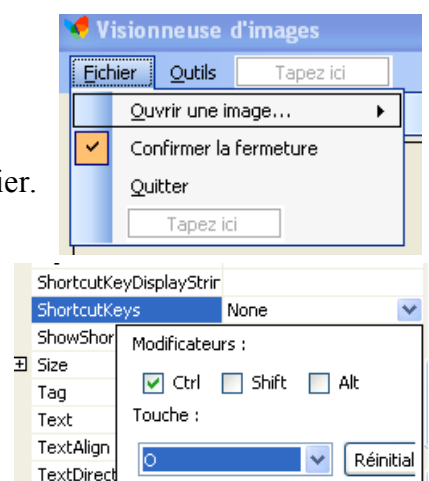 Visionneuse d'images
Fichier Outils Tapez ici
Ouvrir une image...
Confirmer la fermeture
ier.
Quitter
Tapez ici
ShortcutKeyDisplayStrir
ShortcutKeys None
ShowShor Modificateurs :
Size
Ctrl Shift Alt
Tag
Text Touche :
TextAlign O Réinitial
TextDirect